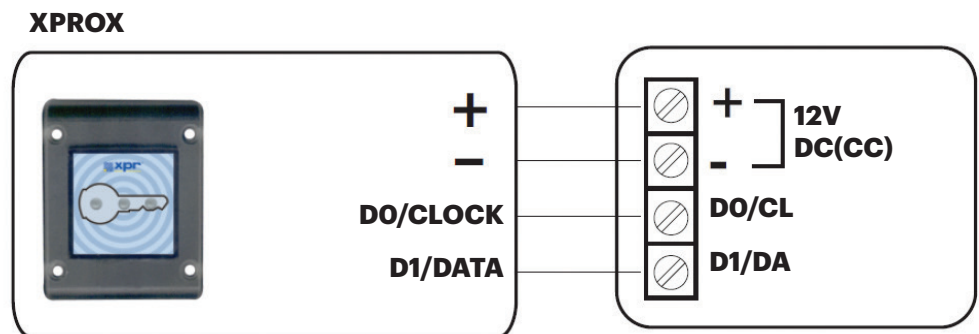 XPROX
xpr
+ +
12V
- -
DC(CC)
D0/CLOCK D0/CL
D1/DATA D1/DA